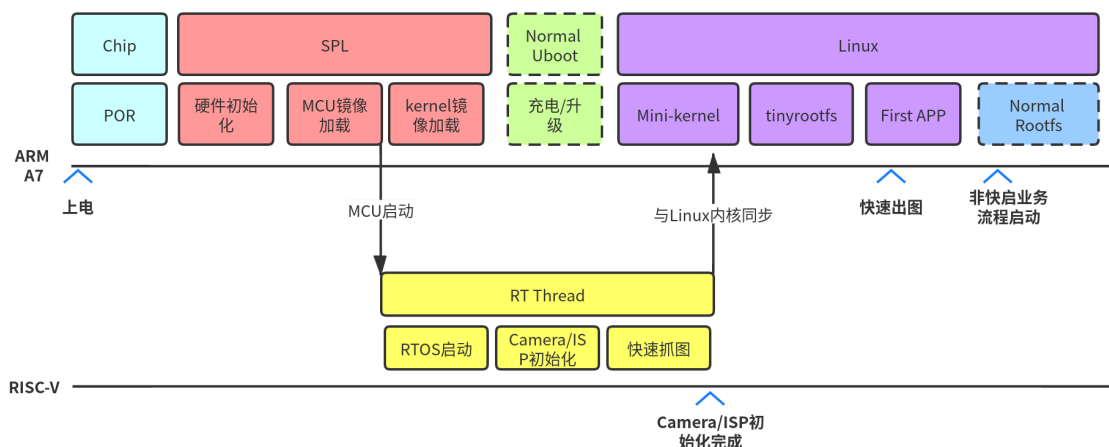 Chip
SPL
Normal
Uboot
Linux
POR
硬件初始
化
MCU镜像
加载
kernel镜
像加载
充电/升
级
Mini-kernel
tinyrootfs
First APP
Normal
Rootfs
ARM
A7
上电
MCU启动
与Linux内核同步
快速出图
非快启业务
流程启动
RT Thread
RTOS启动
Camera/IS
P初始化
快速抓图
RISC-V
Camera/ISP初
始化完成